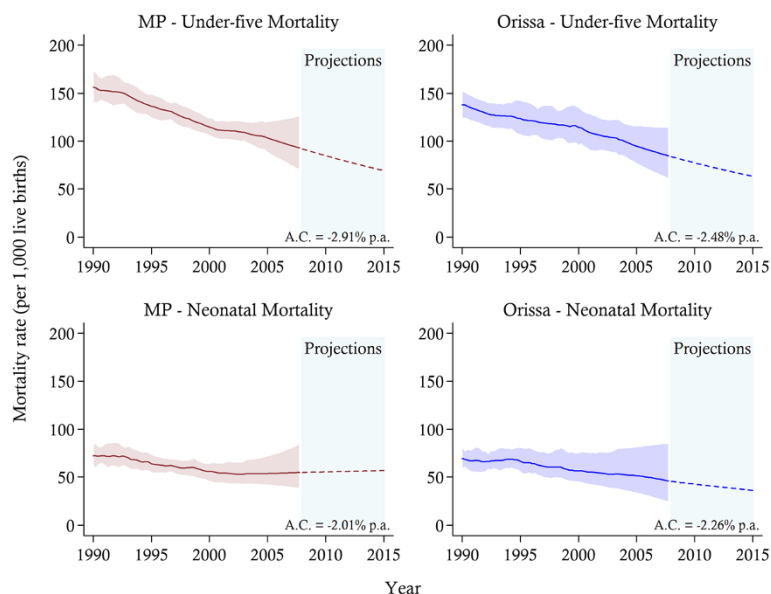 MP - Under-five Mortality
Orissa - Under-five Mortality
200
150
100
50
0
Projections
A.C. = -2.91% p.a.
1990 1995 2000 2005 2010 2015
200
150
100
50
0
Projections
A.C. = -2.48% p.a.
1990 1995 2000 2005 2010 2015
Mortality rate (per 1,000 live births)
MP - Neonatal Mortality
Orissa - Neonatal Mortality
200
150
100
50
0
Projections
A.C. = -2.01% p.a.
1990 1995 2000 2005 2010 2015
200
150
100
50
0
Projections
A.C. = -2.26% p.a.
1990 1995 2000 2005 2010 2015
Year